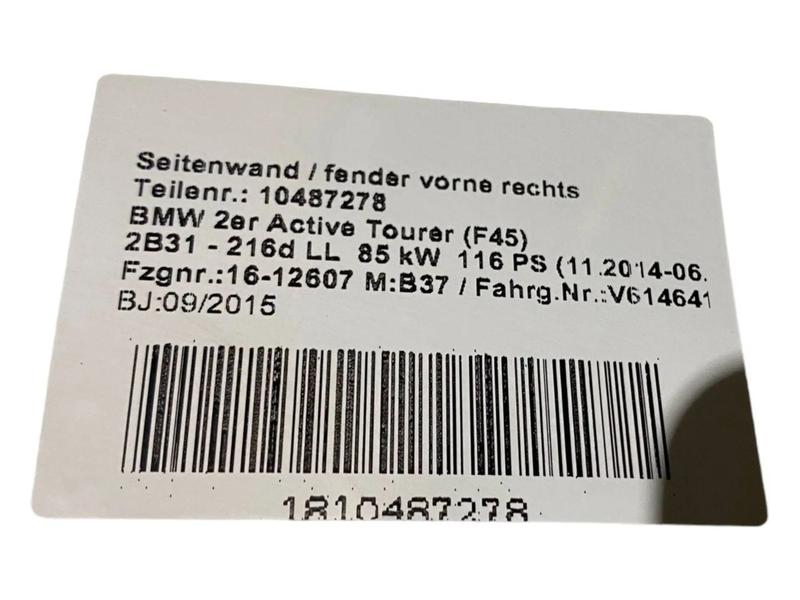 Seitenwand / fender vorne rechts
Teilenr.: 10487278
BMW 2er Active Tourer (F45)
2B31 - 216d LL 85 kW 116 PS (11.2014-06.
Fzgnr.:16-12607 M:B37 / Fahrg.Nr.:V614641
BJ:09/2015
1810487278